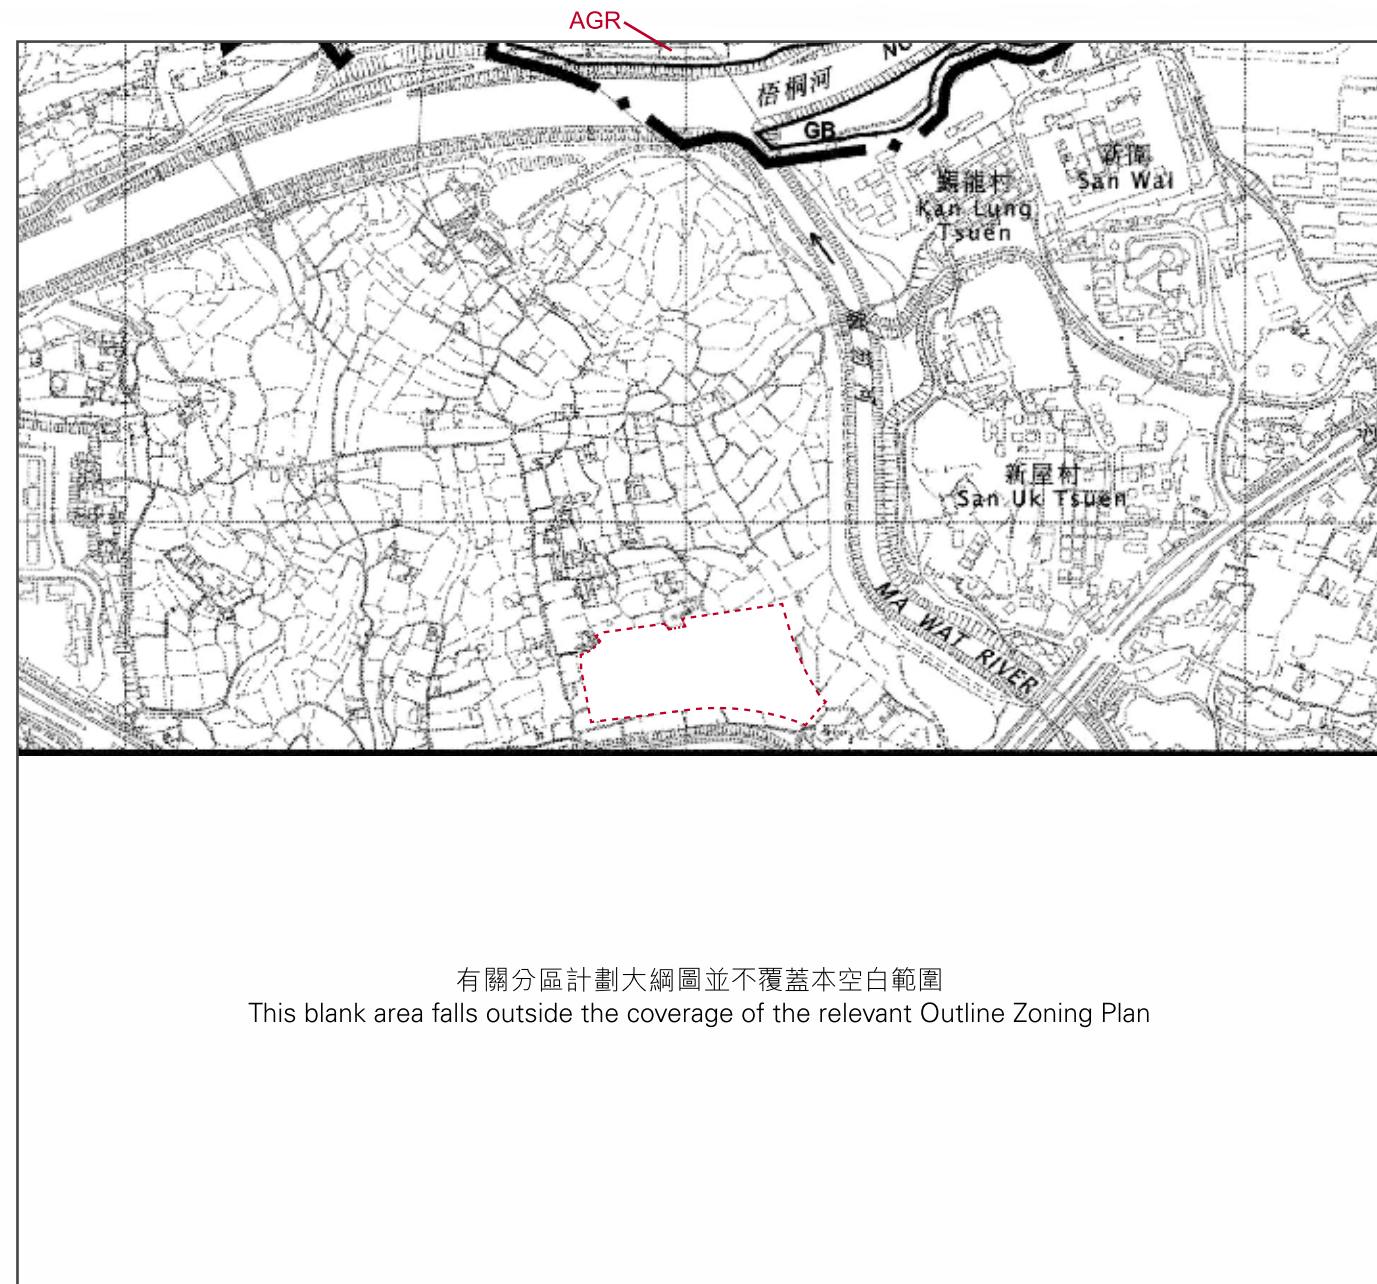 AGR
梧桐河
GB
新圍
San Wai
鶴龍村
Kan Lung
Tsuen
新屋村
San Uk Tsuen
MA WAT RIVER
有關分區計劃大綱圖並不覆蓋本空白範圍
This blank area falls outside the coverage of the relevant Outline Zoning Plan